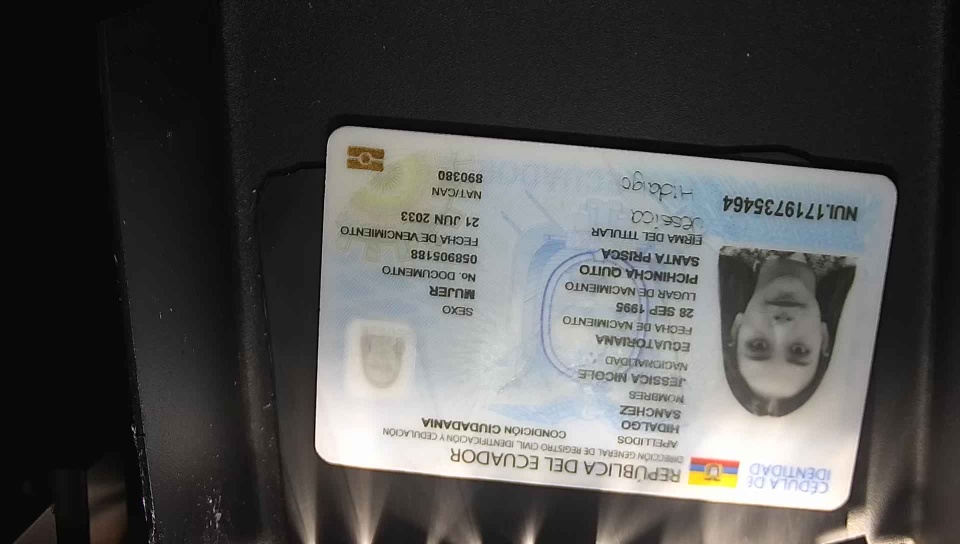 CÉDULA DE
IDENTIDAD
REPÚBLICA DEL ECUADOR
DIRECCIÓN GENERAL DE REGISTRO CIVIL, IDENTIFICACIÓN Y CEDULACIÓN
APELLIDOS
HIDALGO
SANCHEZ
NOMBRES
JESSICA NICOLE
NACIONALIDAD
ECUATORIANA
FECHA DE NACIMIENTO
28 SEP 1995
LUGAR DE NACIMIENTO
PICHINCHA QUITO
SANTA PRISCA
FIRMA DEL TITULAR
Jessica
Hidalgo
CONDICIÓN CIUDADANIA
SEXO
MUJER
No. DOCUMENTO
058905188
FECHA DE VENCIMIENTO
21 JUN 2033
NAT/CAN
890380
NUI.1719735464